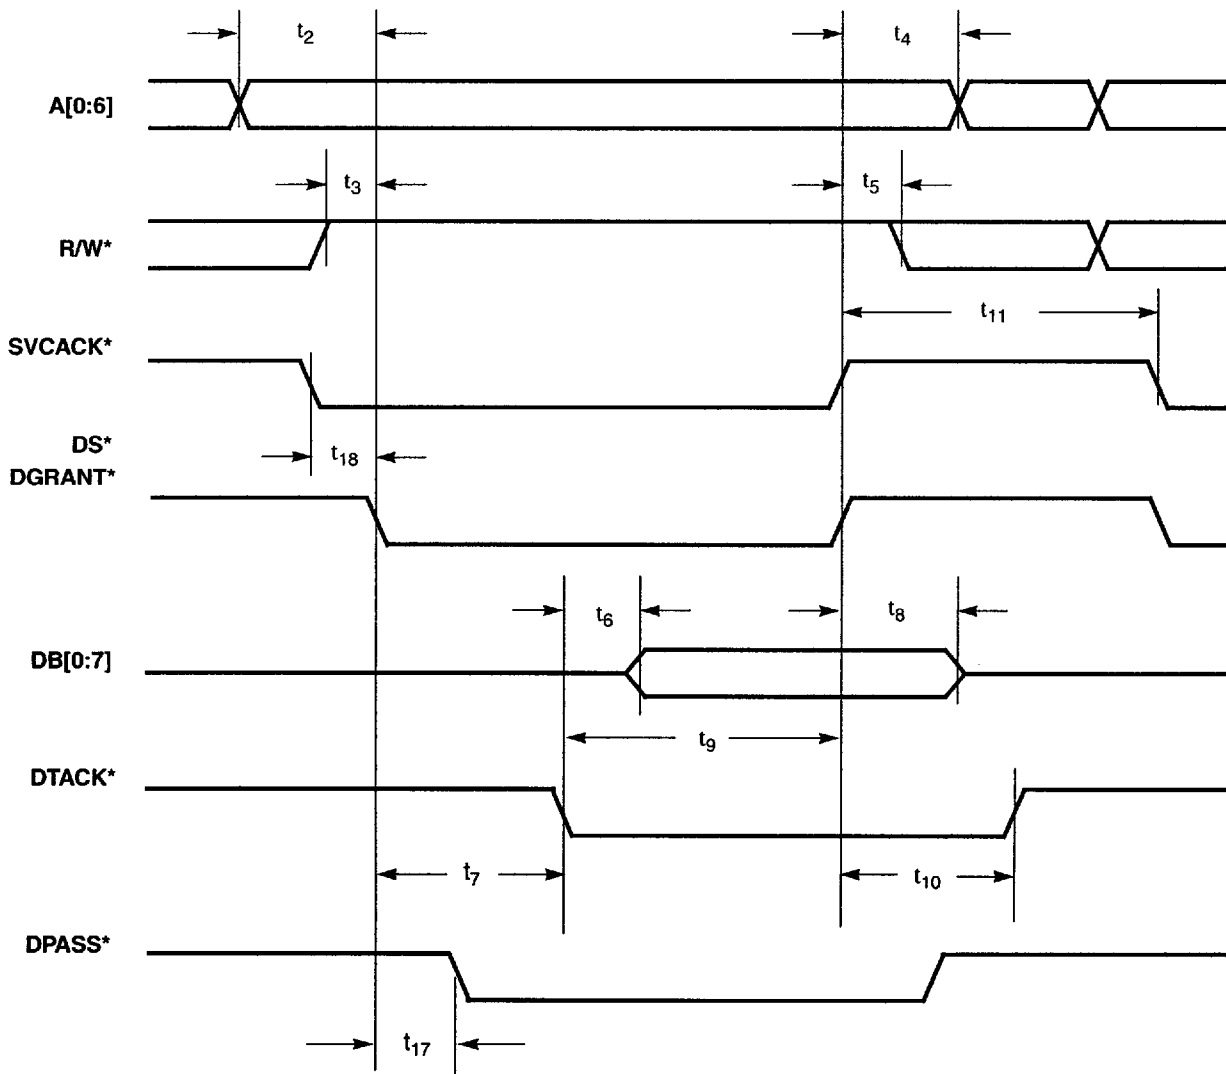 t2
t4
A[0:6]
t3
t5
R/W*
t11
SVCACK*
DS*
t18
DGRANT*
t6
t8
DB[0:7]
t9
DTACK*
t7
t10
DPASS*
t17